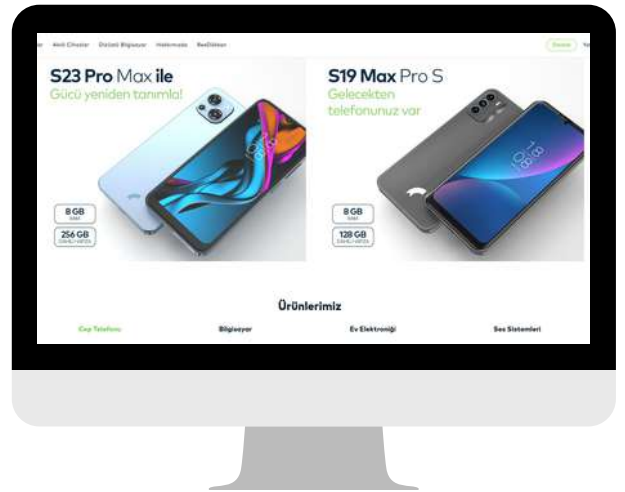 Akıllı Cihazlar Dizüstü Bilgisayar Hakkımızda
Destek
S23 Pro Max ile
Gücü yeniden tanımla!
8 GB
RAM
256 GB
DAHİLİ HAFIZA
S19 Max Pro S
Gelecekten
telefonunuz var
8 GB
RAM
128 GB
DAHİLİ HAFIZA
Ürünlerimiz
Cep Telefonu Bilgisayar Ev Elektroniği Ses Sistemleri